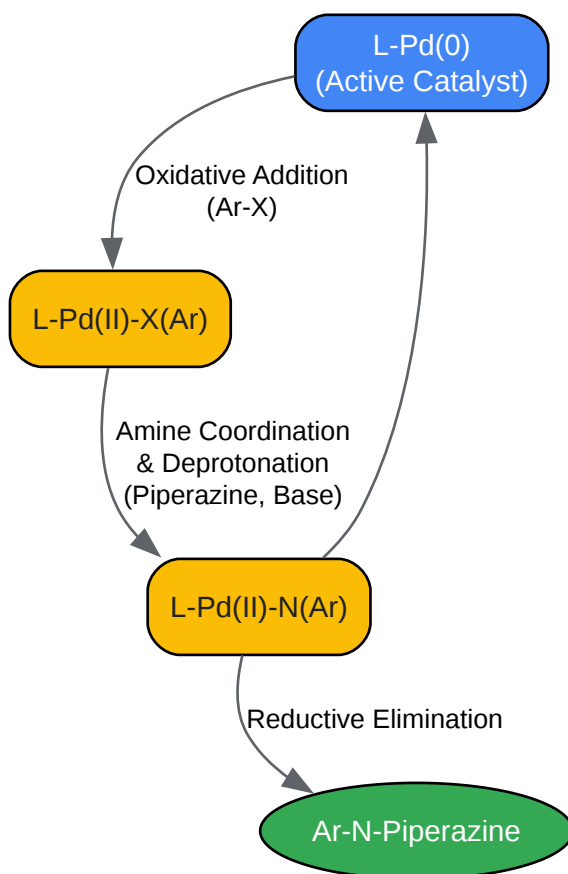 L-Pd(0)
(Active Catalyst)
Oxidative Addition
(Ar-X)
L-Pd(II)-X(Ar)
Amine Coordination
& Deprotonation
(Piperazine, Base)
L-Pd(II)-N(Ar)
Reductive Elimination
Ar-N-Piperazine